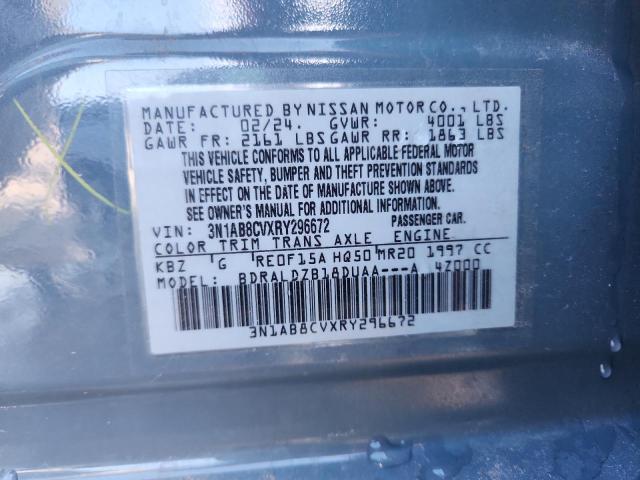 MANUFACTURED BY NISSAN MOTOR CO., LTD.
DATE: 02/24. GVWR: 4001 LBS
GAWR FR: 2161 LBS GAWR RR: 1863 LBS
THIS VEHICLE CONFORMS TO ALL APPLICABLE FEDERAL MOTOR
VEHICLE SAFETY, BUMPER AND THEFT PREVENTION STANDARDS
IN EFFECT ON THE DATE OF MANUFACTURE SHOWN ABOVE.
SEE OWNER'S MANUAL FOR ADDITIONAL INFORMATION.
VIN: 3N1AB8CVXRY296672 PASSENGER CAR.
COLOR TRIM TRANS AXLE ENGINE
KBZ G RE0F15A HQ50 MR20 1997 CC
MODEL: BDRALDZB18DUAA---A 4Z000
3N1AB8CVXRY296672